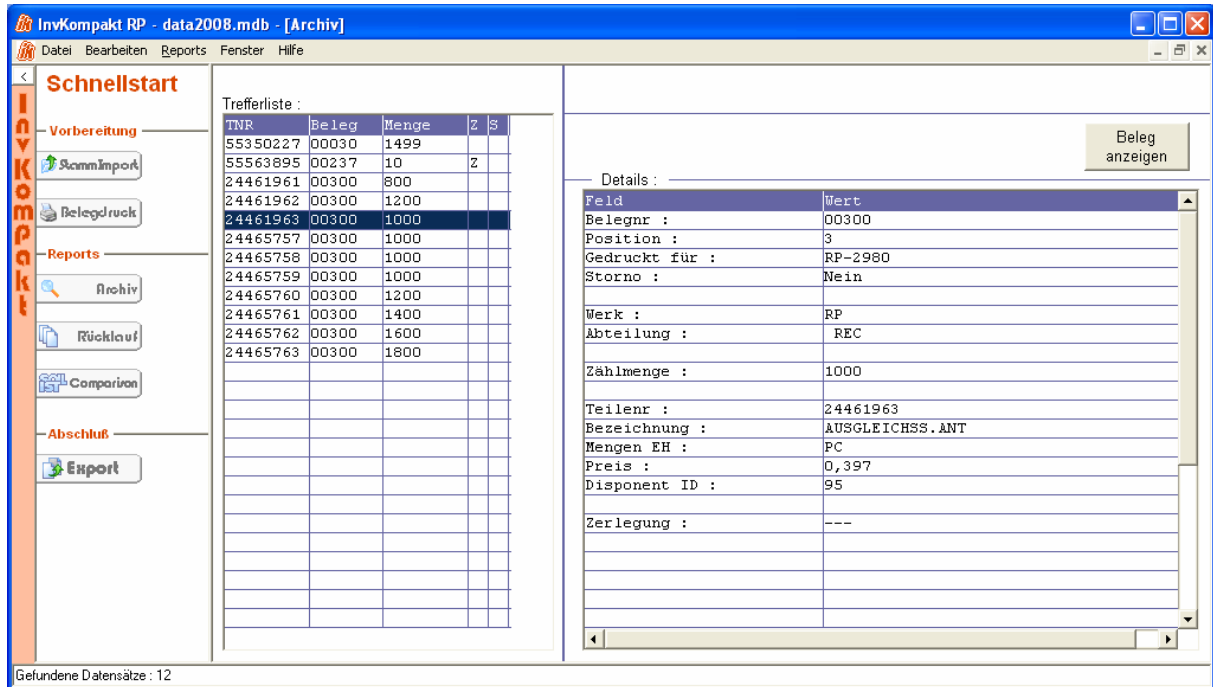 InvKompakt RP - data2008.mdb - [Archiv]
Datei Bearbeiten Reports Fenster Hilfe
InvKompakt
Schnellstart
Vorbereitung
StammImport
Belegdruck
Reports
Archiv
Rücklauf
SOLL IST Comparison
Abschluß
Export
Trefferliste :
TNR Beleg Menge Z S
55350227 00030 1499
55563895 00237 10 Z
24461961 00300 800
24461962 00300 1200
24461963 00300 1000
24465757 00300 1000
24465758 00300 1000
24465759 00300 1000
24465760 00300 1200
24465761 00300 1400
24465762 00300 1600
24465763 00300 1800
Beleg
anzeigen
Details :
Feld Wert
Belegnr : 00300
Position : 3
Gedruckt für : RP-2980
Storno : Nein
Werk : RP
Abteilung : REC
Zählmenge : 1000
Teilenr : 24461963
Bezeichnung : AUSGLEICHSS.ANT
Mengen EH : PC
Preis : 0,397
Disponent ID : 95
Zerlegung : ---
Gefundene Datensätze : 12